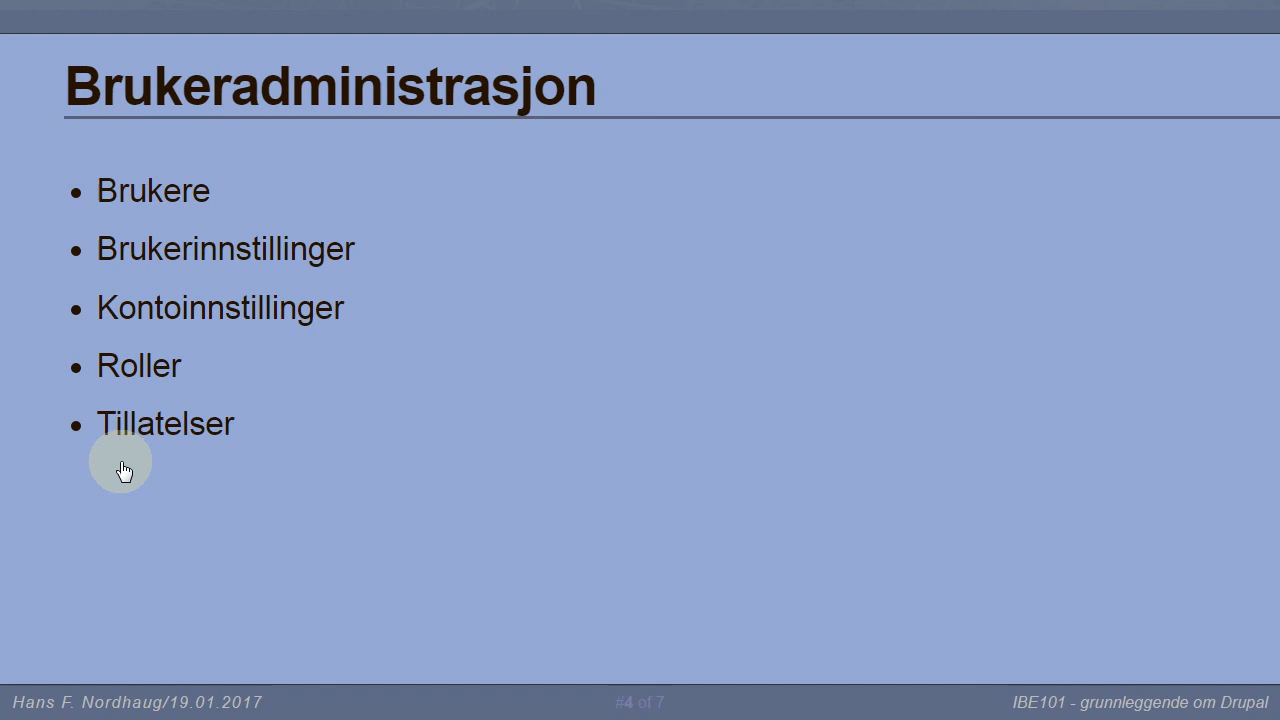 Brukeradministrasjon
Brukere
Brukerinnstillinger
Kontoinnstillinger
Roller
Tillatelser
Hans F. Nordhaug/19.01.2017
#4 of 7
IBE101 - grunnleggende om Drupal